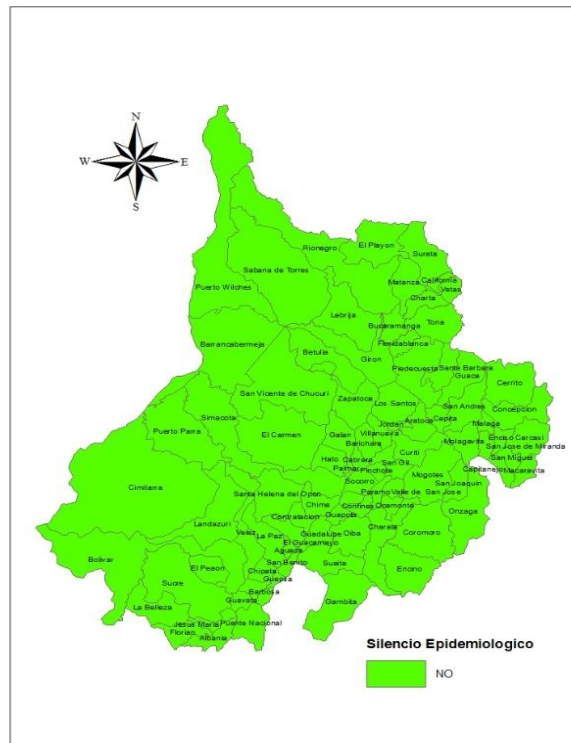 N
W E
S
Rionegro
El Playon
Surata
Sabana de Torres
Puerto Wilches
Matanza
California
Vetas
Charta
Lebrija
Bucaramanga
Tona
Barrancabermeja
Floridablanca
Betulia
Giron
Piedecuesta
Santa Barbara
Guaca
Cerrito
San Vicente de Chucuri
Zapatoca
Los Santos
San Andres
Concepcion
Simacota
Jordan
Aratoca
Cepita
Malaga
Puerto Parra
El Carmen
Galan
Villanueva
Barichara
Molagavita
Enciso
Carcasi
San Jose de Miranda
Hato
Cabrera
Curiti
San Gil
San Miguel
Palmar
Pinchote
Mogotes
Capitanejo
Macaravita
Cimitarra
Socorro
San Joaquin
Santa Helena del Opon
Paramo
Valle de San Jose
Chima
Confines
Ocamonte
Onzaga
Contratacion
Guapota
Landazuri
Charala
Velez
La Paz
Guadalupe
Oiba
Coromoro
El Guacamayo
Aguada
Bolivar
San Benito
Suaita
El Peñon
Chipata
Encino
Sucre
Guepsa
Barbosa
Guavata
Gambita
La Belleza
Jesus Maria
Puente Nacional
Florian
Albania
Silencio Epidemiologico
NO